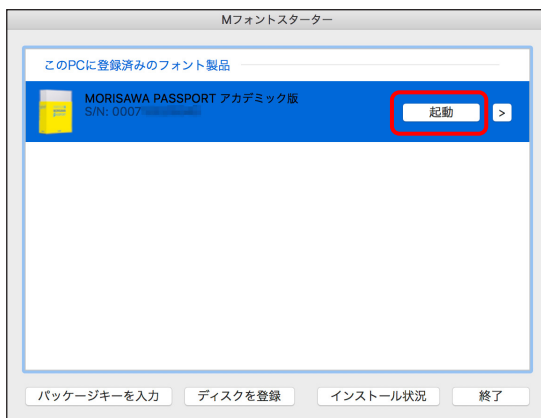 Mフォントスターター
このPCに登録済みのフォント製品
MORISAWA PASSPORT アカデミック版
S/N: 0007
起動
>
パッケージキーを入力
ディスクを登録
インストール状況
終了